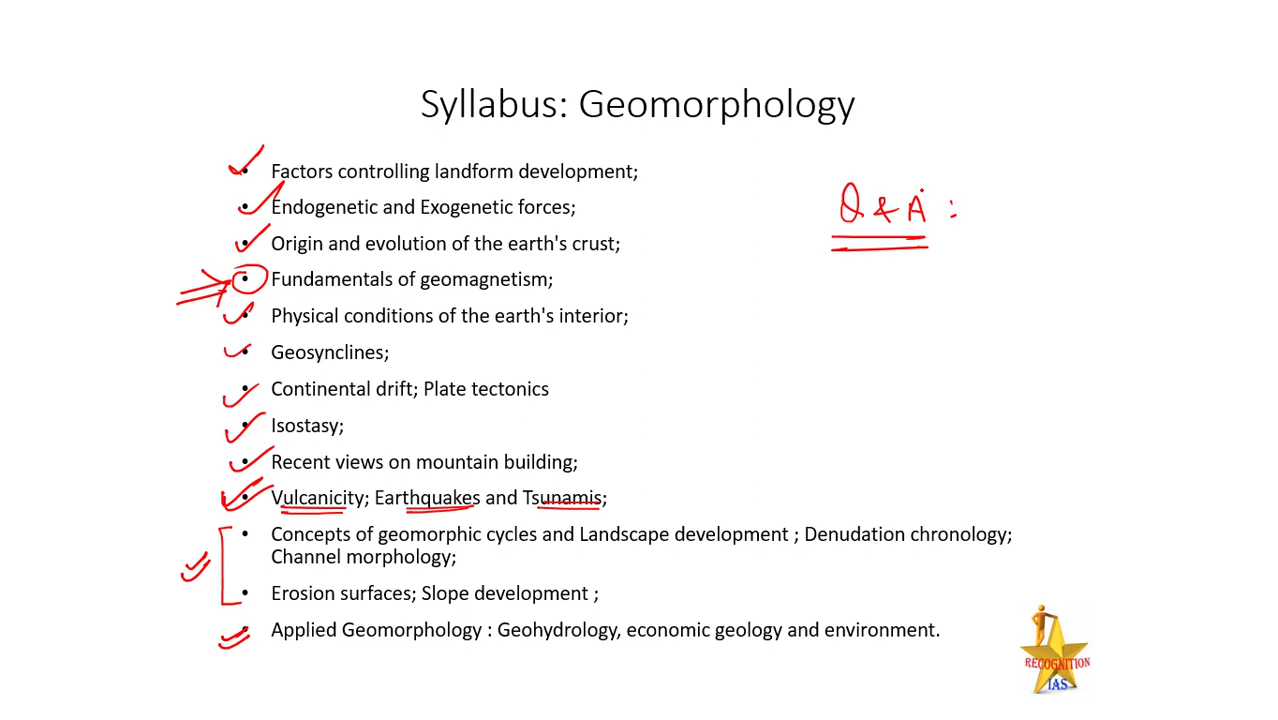 Syllabus: Geomorphology
• Factors controlling landform development;
• Endogenetic and Exogenetic forces;
• Origin and evolution of the earth's crust;
• Fundamentals of geomagnetism;
• Physical conditions of the earth's interior;
• Geosynclines;
• Continental drift; Plate tectonics
• Isostasy;
• Recent views on mountain building;
• Vulcanicity; Earthquakes and Tsunamis;
• Concepts of geomorphic cycles and Landscape development ; Denudation chronology;
Channel morphology;
• Erosion surfaces; Slope development ;
• Applied Geomorphology : Geohydrology, economic geology and environment.
Q & A :
RECOGNITION
IAS